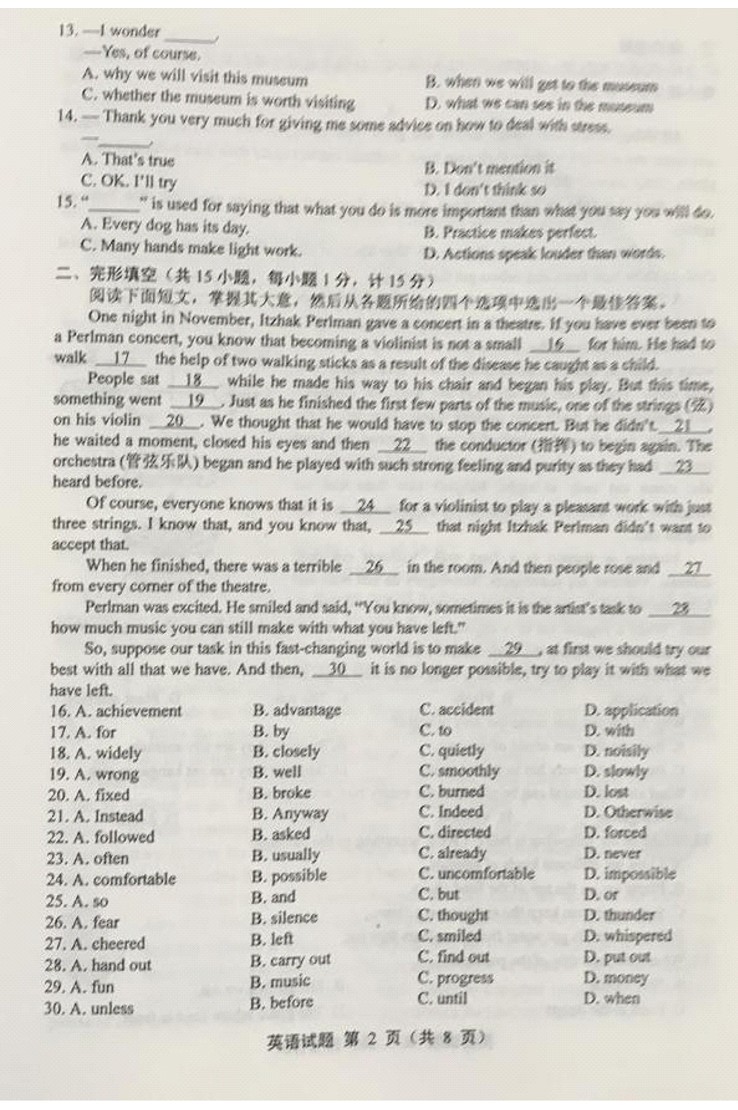 13. —I wonder ______.
—Yes, of course.
A. why we will visit this museum B. when we will get to the museum
C. whether the museum is worth visiting D. what we can see in the museum
14. — Thank you very much for giving me some advice on how to deal with stress.
—______.
A. That's true B. Don't mention it
C. OK. I'll try D. I don't think so
15. "______" is used for saying that what you do is more important than what you say you will do.
A. Every dog has its day. B. Practice makes perfect.
C. Many hands make light work. D. Actions speak louder than words.
二、完形填空（共 15 小题，每小题 1 分，计 15 分）
阅读下面短文，掌握其大意，然后从各题所给的四个选项中选出一个最佳答案。
One night in November, Itzhak Perlman gave a concert in a theatre. If you have ever been to
a Perlman concert, you know that becoming a violinist is not a small 16 for him. He had to
walk 17 the help of two walking sticks as a result of the disease he caught as a child.
People sat 18 while he made his way to his chair and began his play. But this time,
something went 19 . Just as he finished the first few parts of the music, one of the strings (弦)
on his violin 20 . We thought that he would have to stop the concert. But he didn't. 21 ,
he waited a moment, closed his eyes and then 22 the conductor (指挥) to begin again. The
orchestra (管弦乐队) began and he played with such strong feeling and purity as they had 23
heard before.
Of course, everyone knows that it is 24 for a violinist to play a pleasant work with just
three strings. I know that, and you know that, 25 that night Itzhak Perlman didn't want to
accept that.
When he finished, there was a terrible 26 in the room. And then people rose and 27
from every corner of the theatre.
Perlman was excited. He smiled and said, "You know, sometimes it is the artist's task to 28
how much music you can still make with what you have left."
So, suppose our task in this fast-changing world is to make 29 , at first we should try our
best with all that we have. And then, 30 it is no longer possible, try to play it with what we
have left.
16. A. achievement B. advantage C. accident D. application
17. A. for B. by C. to D. with
18. A. widely B. closely C. quietly D. noisily
19. A. wrong B. well C. smoothly D. slowly
20. A. fixed B. broke C. burned D. lost
21. A. Instead B. Anyway C. Indeed D. Otherwise
22. A. followed B. asked C. directed D. forced
23. A. often B. usually C. already D. never
24. A. comfortable B. possible C. uncomfortable D. impossible
25. A. so B. and C. but D. or
26. A. fear B. silence C. thought D. thunder
27. A. cheered B. left C. smiled D. whispered
28. A. hand out B. carry out C. find out D. put out
29. A. fun B. music C. progress D. money
30. A. unless B. before C. until D. when
英语试题 第 2 页（共 8 页）